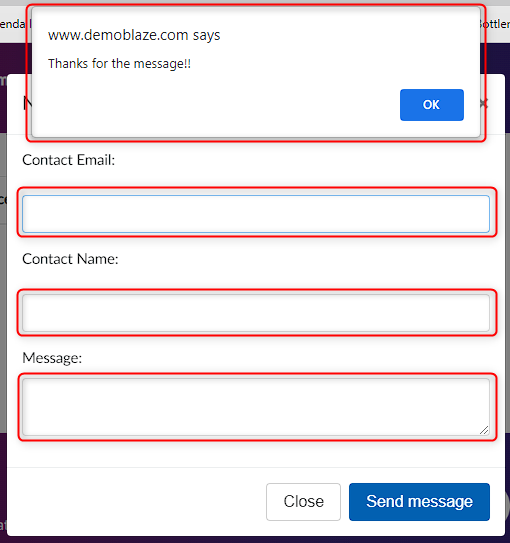 www.demoblaze.com says
Thanks for the message!!
OK
Contact Email:
Contact Name:
Message:
Close
Send message